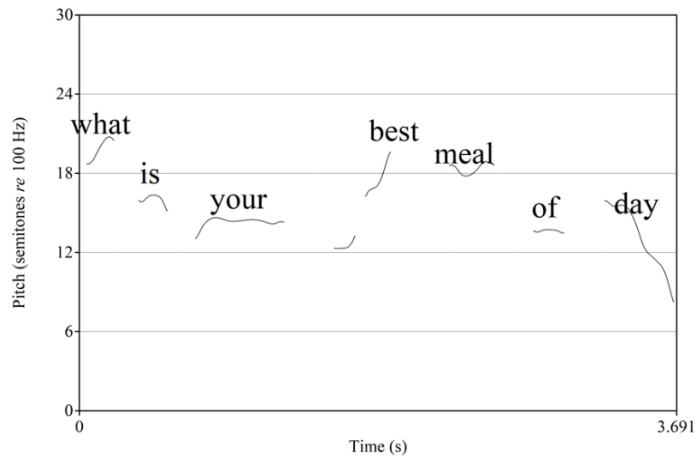 30
24
18
12
6
0
Pitch (semitones re 100 Hz)
what is your best meal of day
0 3.691
Time (s)